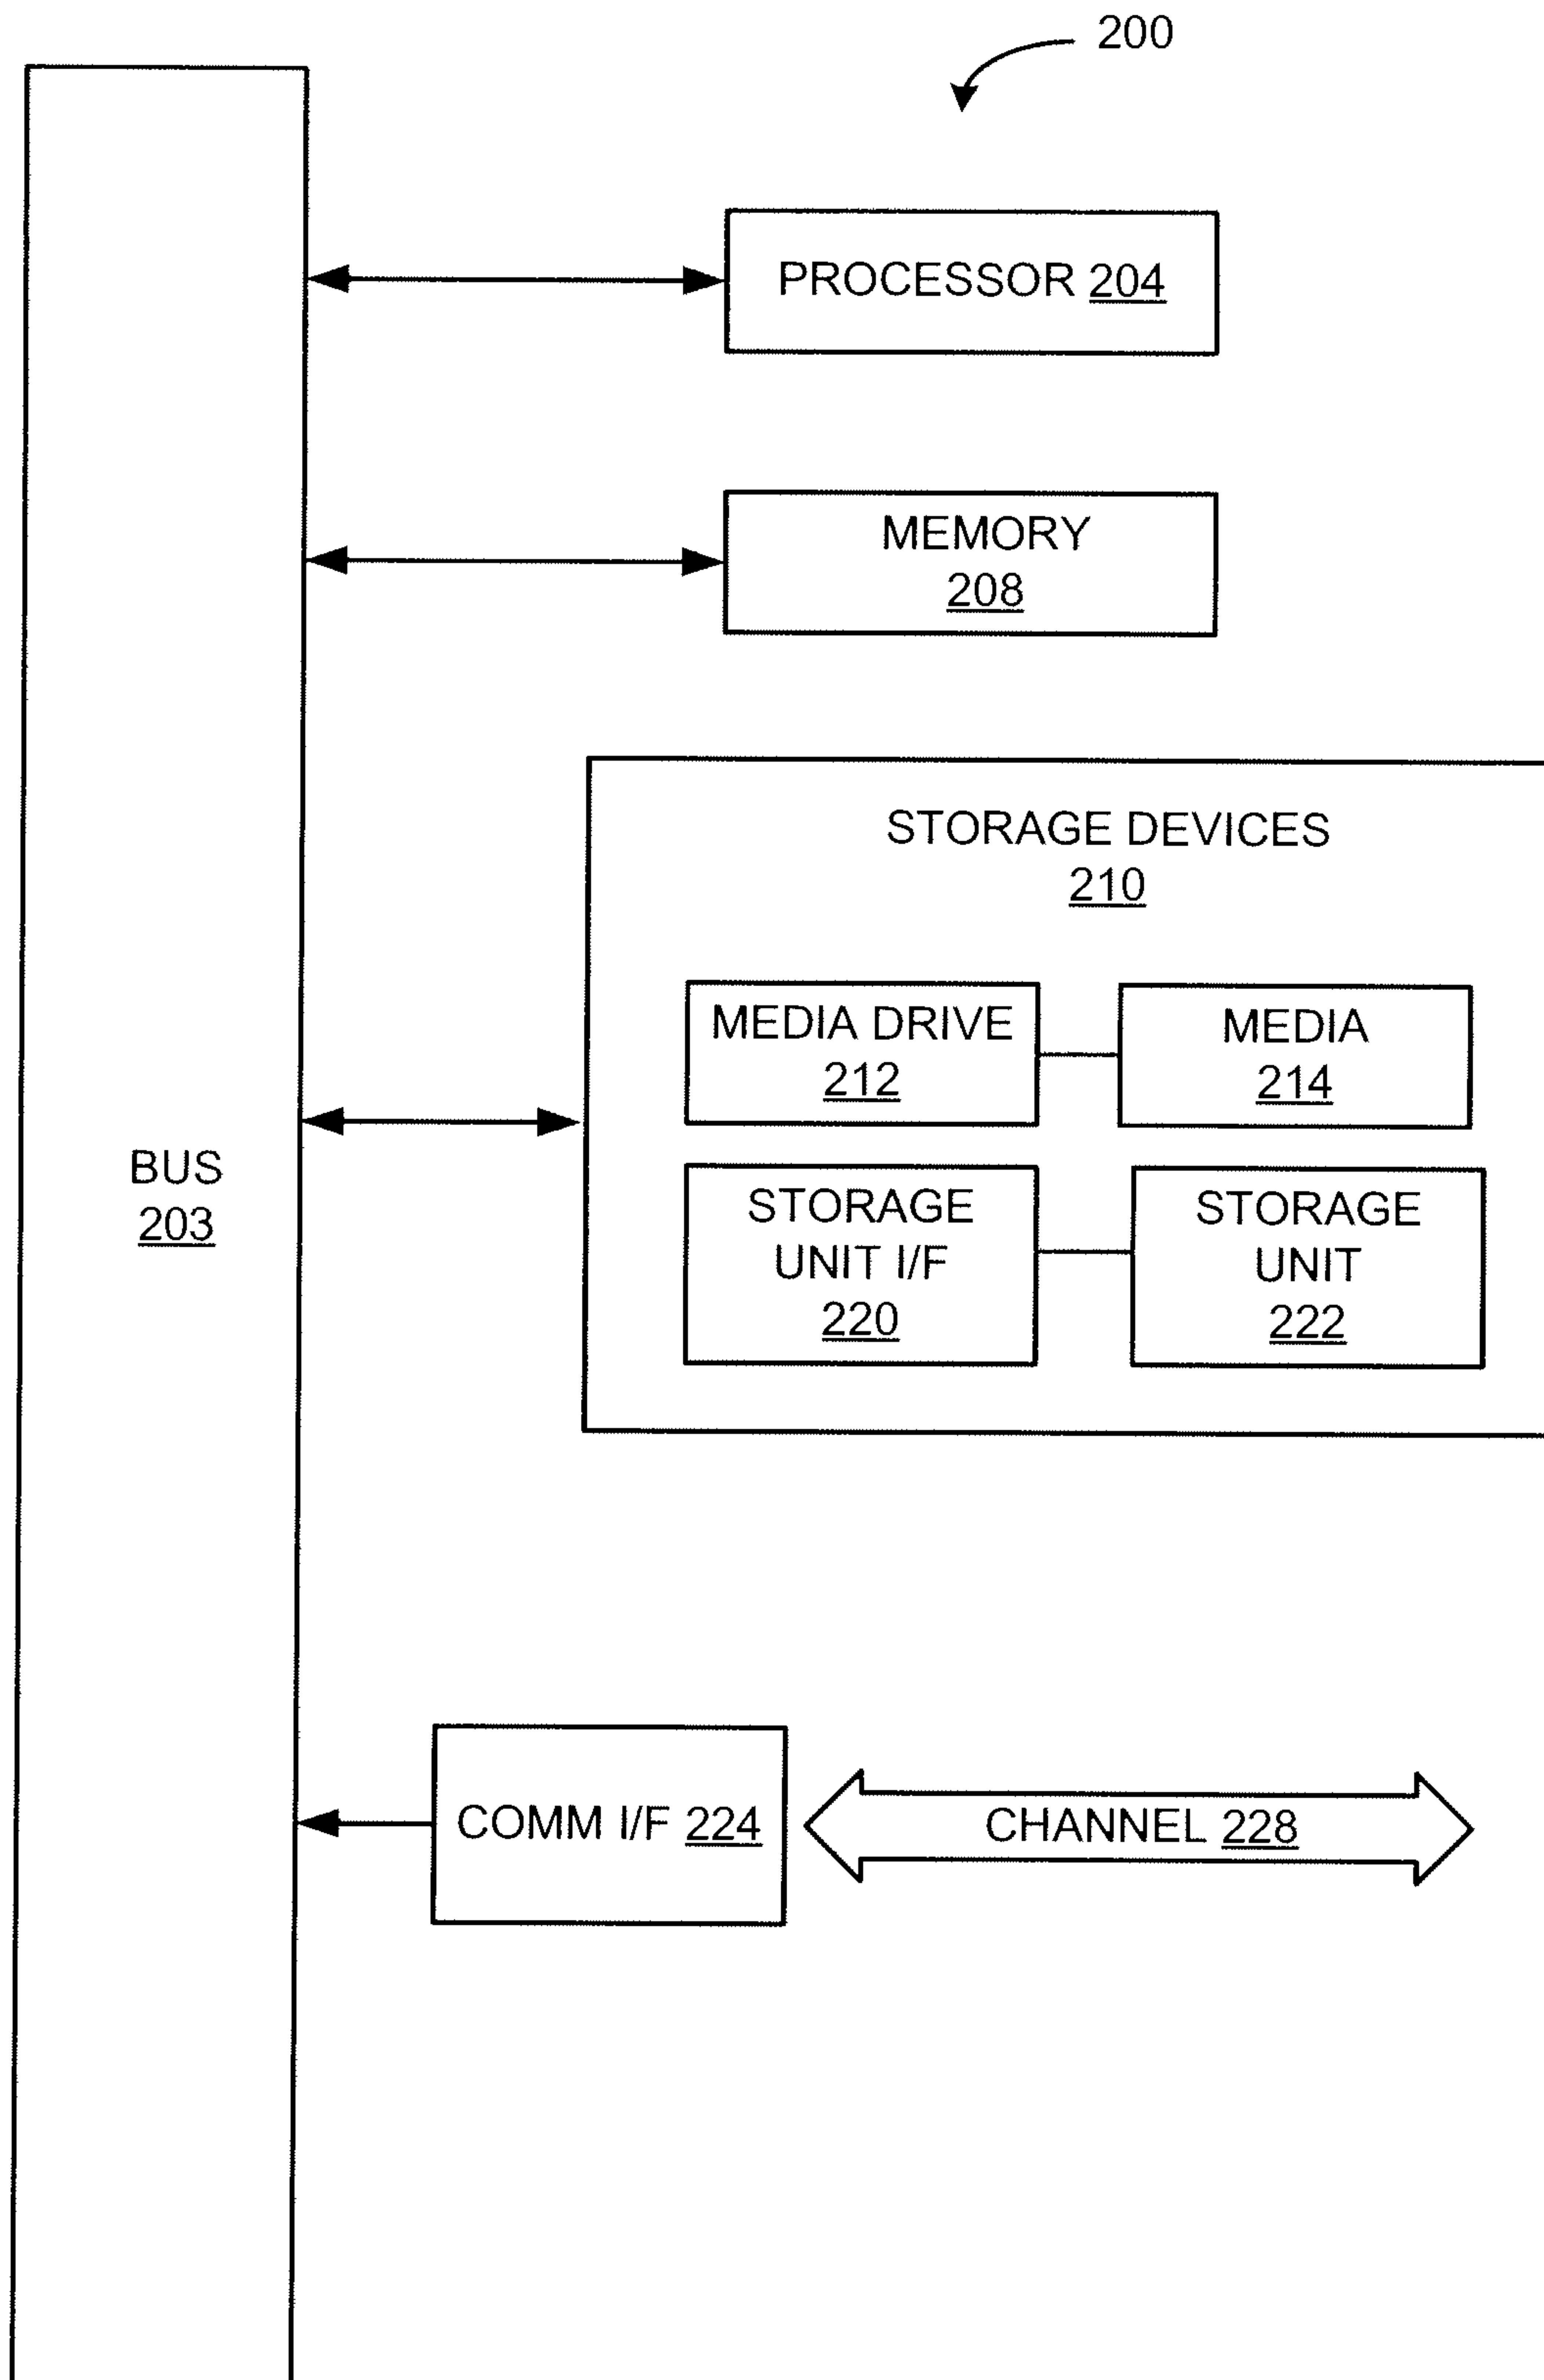 200
PROCESSOR 204
MEMORY
208
STORAGE DEVICES
210
MEDIA DRIVE
212
MEDIA
214
BUS
203
STORAGE
UNIT I/F
220
STORAGE
UNIT
222
COMM I/F 224
CHANNEL 228